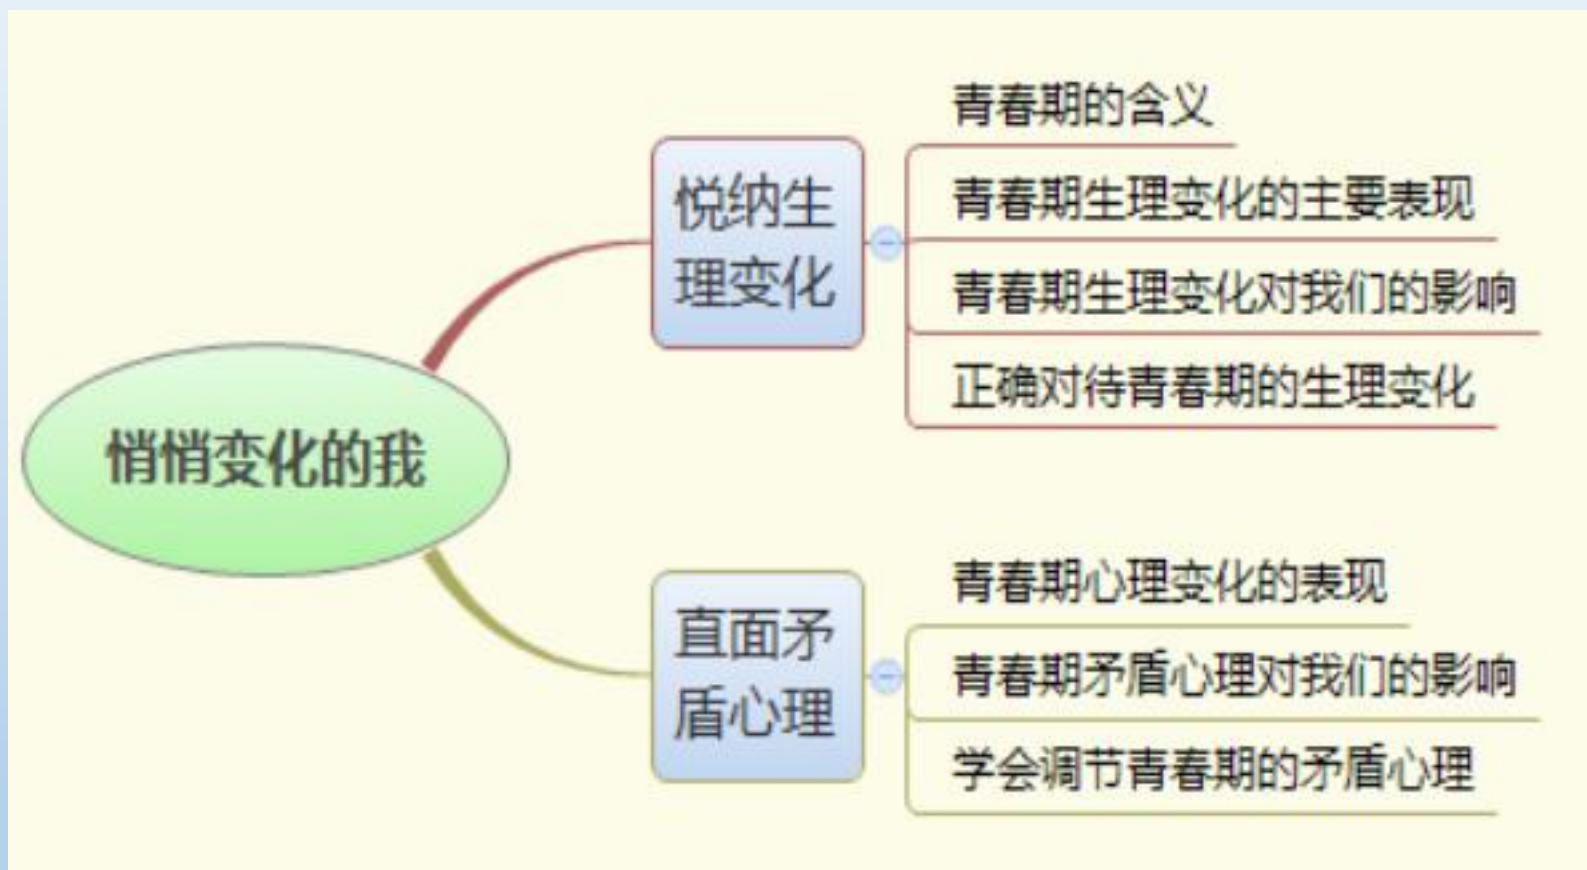 悄悄变化的我
悦纳生
理变化
青春期的含义
青春期生理变化的主要表现
青春期生理变化对我们的影响
正确对待青春期的生理变化
直面矛
盾心理
青春期心理变化的表现
青春期矛盾心理对我们的影响
学会调节青春期的矛盾心理